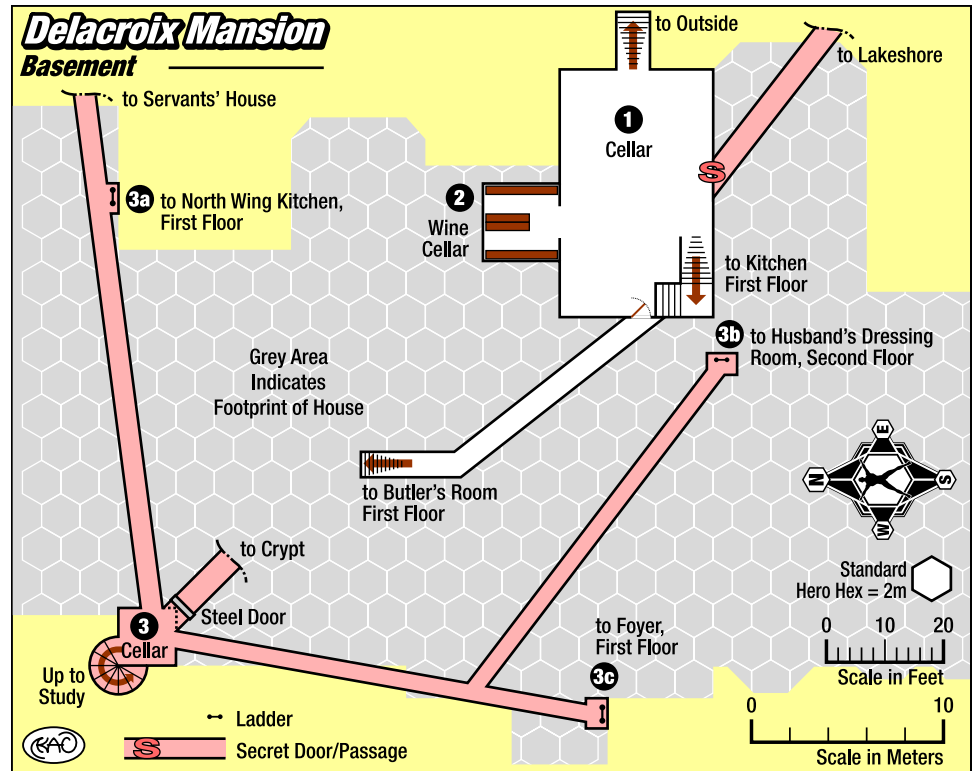 Delacroix Mansion
Basement
to Outside
to Lakeshore
to Servants' House
1
Cellar
S
3a
to North Wing Kitchen,
First Floor
2
Wine
Cellar
to Kitchen
First Floor
3b
to Husband's Dressing
Room, Second Floor
Grey Area
Indicates
Footprint of House
E
N
S
W
to Butler's Room
First Floor
to Crypt
Steel Door
Standard
Hero Hex = 2m
3
Cellar
to Foyer,
First Floor
3c
0 10 20
Scale in Feet
Up to
Study
0 10
Scale in Meters
Ladder
S
Secret Door/Passage